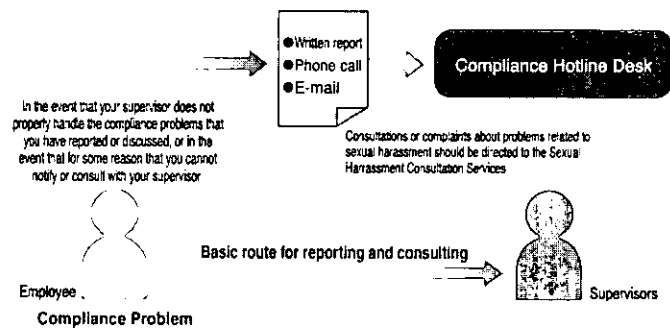 ●Written report
●Phone call
●E-mail
Compliance Hotline Desk
In the event that your supervisor does not
properly handle the compliance problems that
you have reported or discussed, or in the
event that for some reason that you cannot
notify or consult with your supervisor
Consultations or complaints about problems related to
sexual harassment should be directed to the Sexual
Harrassment Consultation Services
Basic route for reporting and consulting
Employee
Supervisors
Compliance Problem